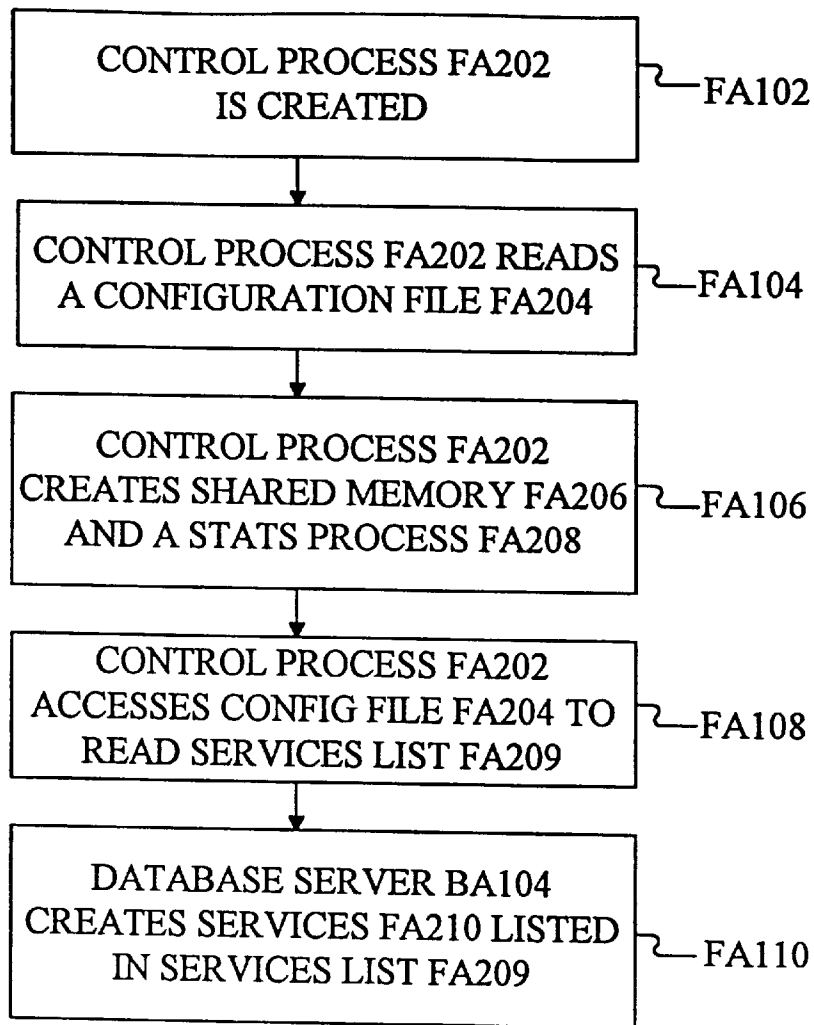 CONTROL PROCESS FA202
IS CREATED
FA102
CONTROL PROCESS FA202 READS
A CONFIGURATION FILE FA204
FA104
CONTROL PROCESS FA202
CREATES SHARED MEMORY FA206
AND A STATS PROCESS FA208
FA106
CONTROL PROCESS FA202
ACCESSES CONFIG FILE FA204 TO
READ SERVICES LIST FA209
FA108
DATABASE SERVER BA104
CREATES SERVICES FA210 LISTED
IN SERVICES LIST FA209
FA110